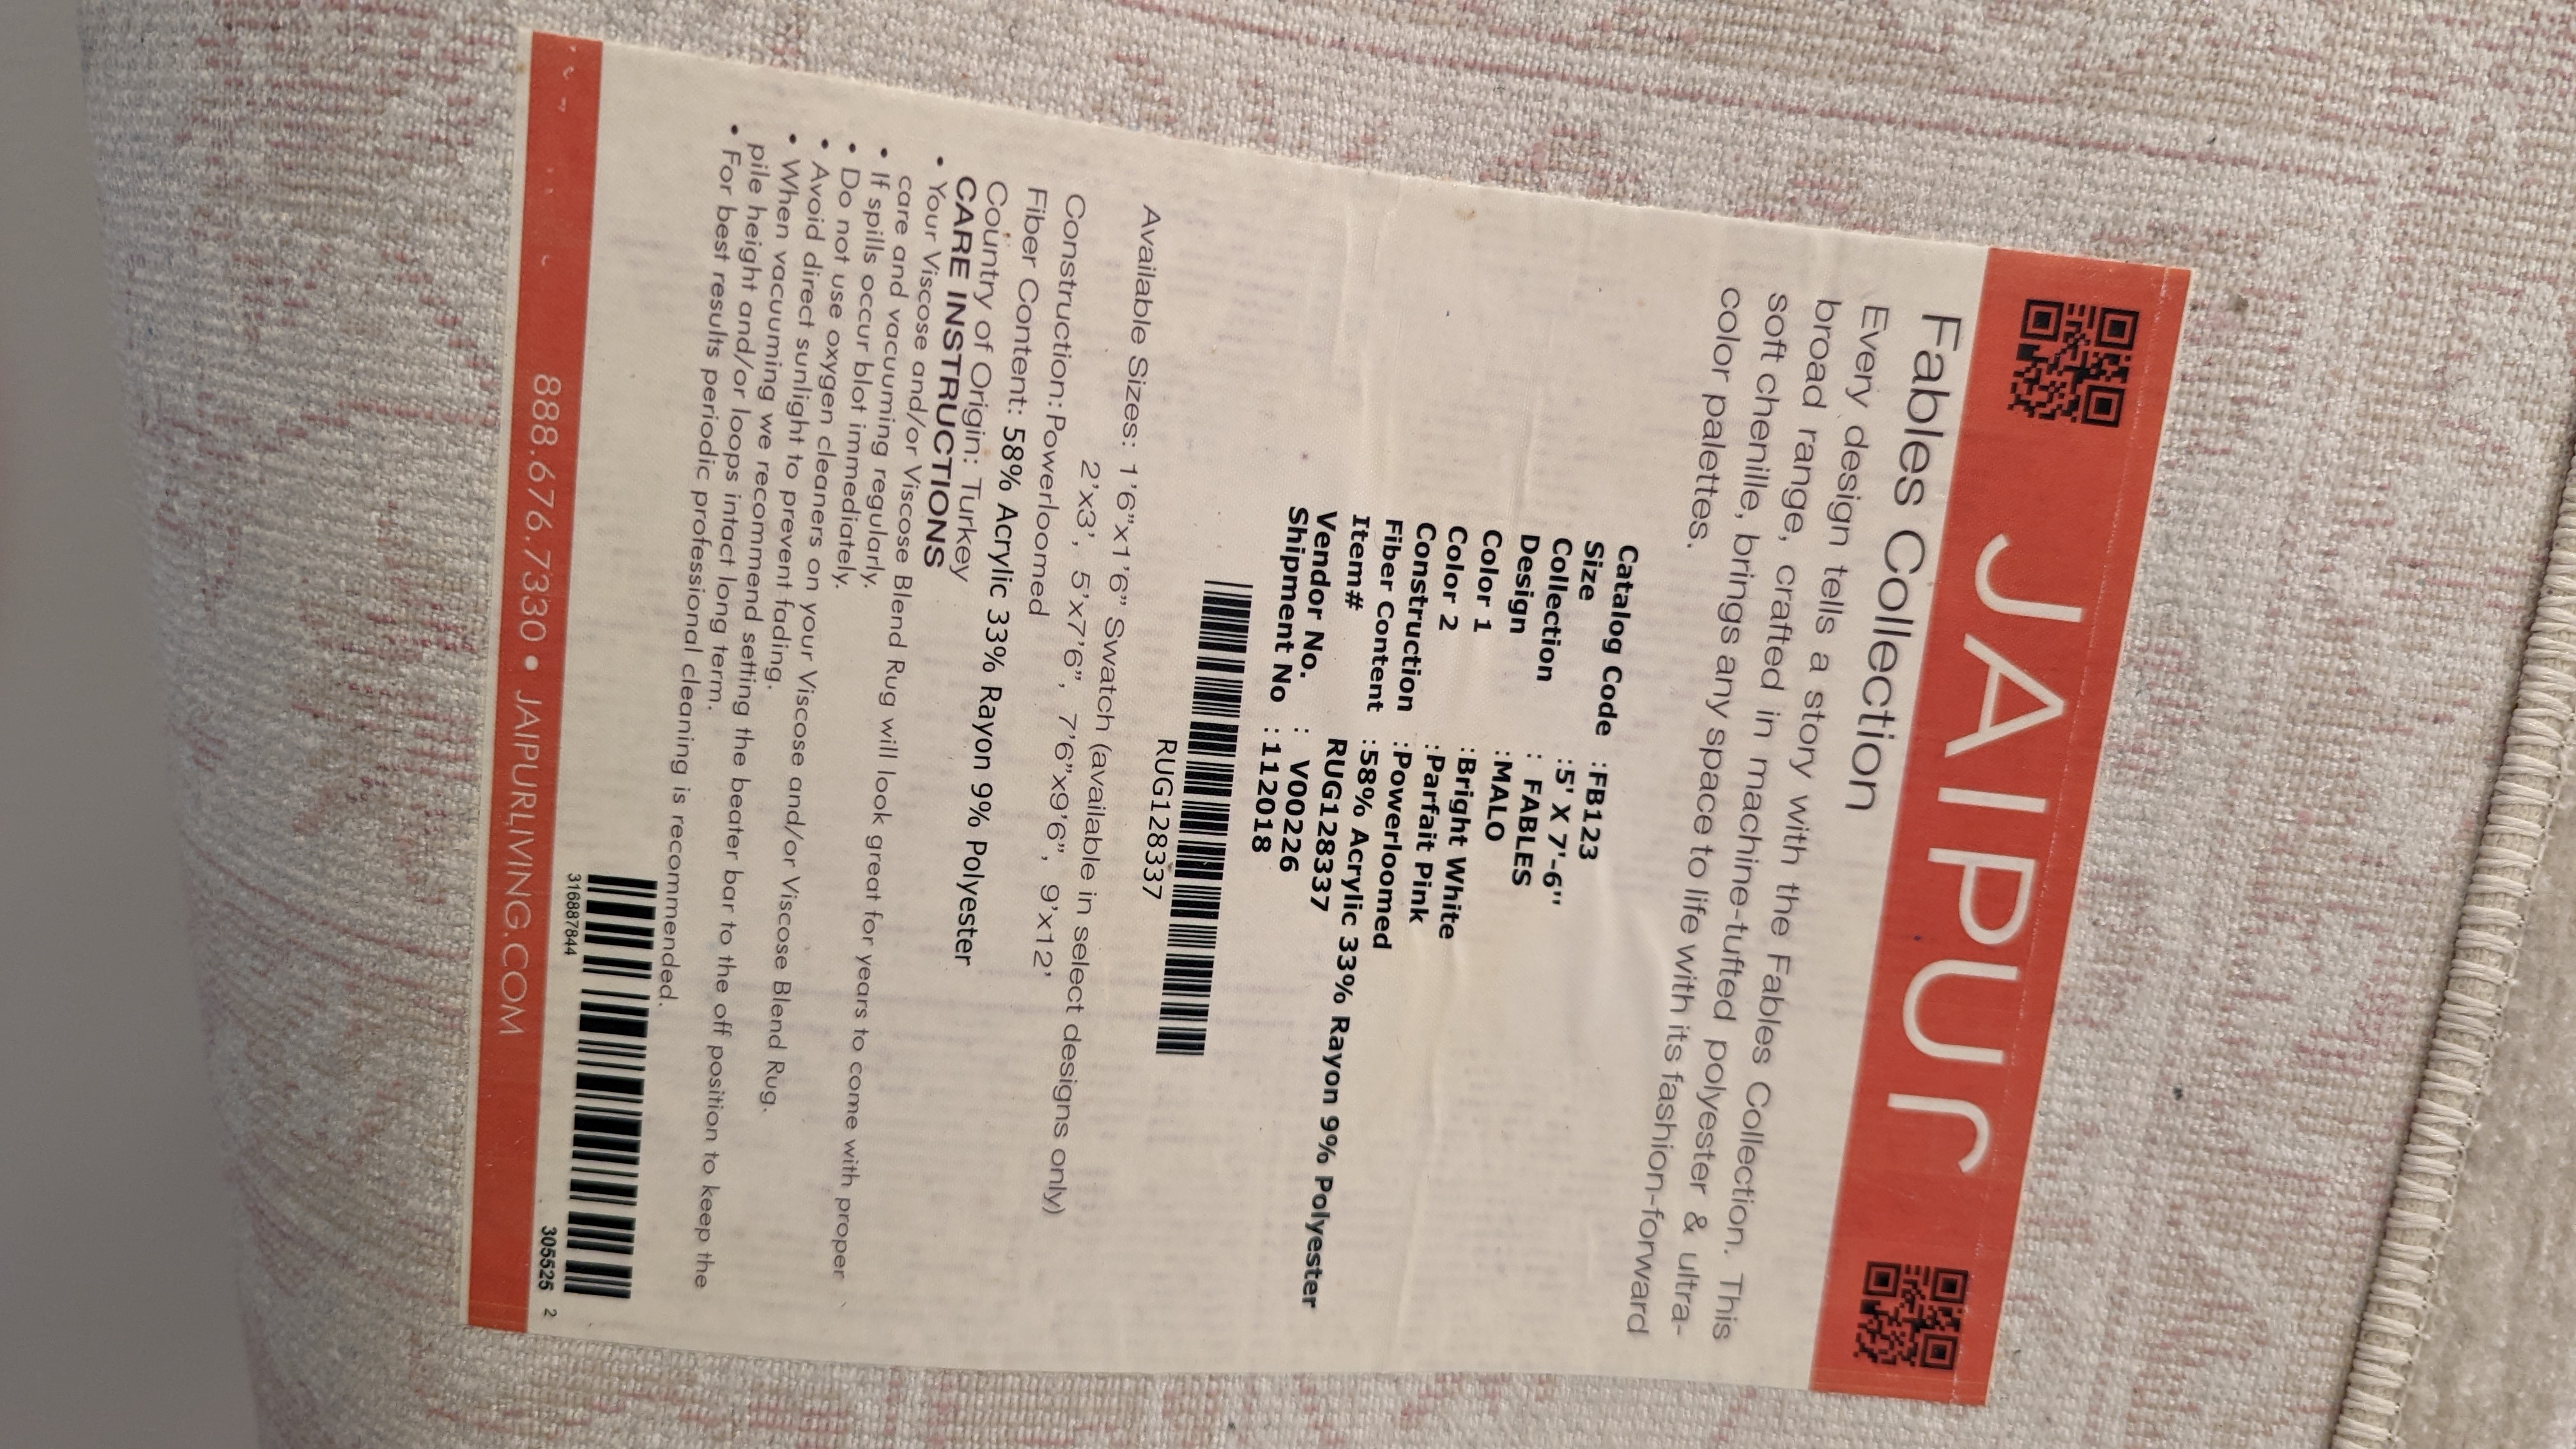 JAIPUR
Fables Collection
Every design tells a story with the Fables Collection. This
broad range, crafted in machine-tufted polyester & ultra-
soft chenille, brings any space to life with its fashion-forward
color palettes.
Catalog Code :FB123
Size :5' X 7'-6''
Collection : FABLES
Design :MALO
Color 1 :Bright White
Color 2 :Parfait Pink
Construction :Powerloomed
Fiber Content :58% Acrylic 33% Rayon 9% Polyester
Item# RUG1128337
Vendor No. : V00226
Shipment No :112018
RUG128337
Available Sizes: 1'6"x1'6" Swatch (available in select designs only)
2'x3', 5'x7'6", 7'6"x9'6", 9'x12'
Construction: Powerloomed
Fiber Content: 58% Acrylic 33% Rayon 9% Polyester
Country of Origin: Turkey
CARE INSTRUCTIONS
• Your Viscose and/or Viscose Blend Rug will look great for years to come with proper
care and vacuuming regularly.
• If spills occur blot immediately.
• Do not use oxygen cleaners on your Viscose and/or Viscose Blend Rug.
• Avoid direct sunlight to prevent fading.
• When vacuuming we recommend setting the beater bar to the off position to keep the
pile height and/or loops intact long term.
• For best results periodic professional cleaning is recommended.
316887844
305525 2
888.676.7330 • JAIPURLIVING.COM